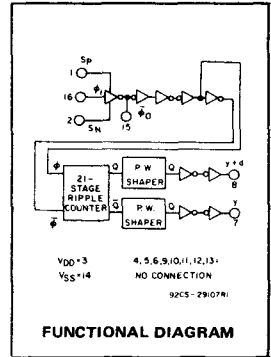 Sp
1
16
φI
2
SN
15
φ̄O
φ
φ̄
21-
STAGE
RIPPLE
COUNTER
Q
P W
SHAPER
Q
y + d
8
Q̄
P.W.
SHAPER
Q
y
7
VDD = 3
4, 5, 6, 9, 10, 11, 12, 13:
VSS = 14
NO CONNECTION
92CS - 29107R1
FUNCTIONAL DIAGRAM